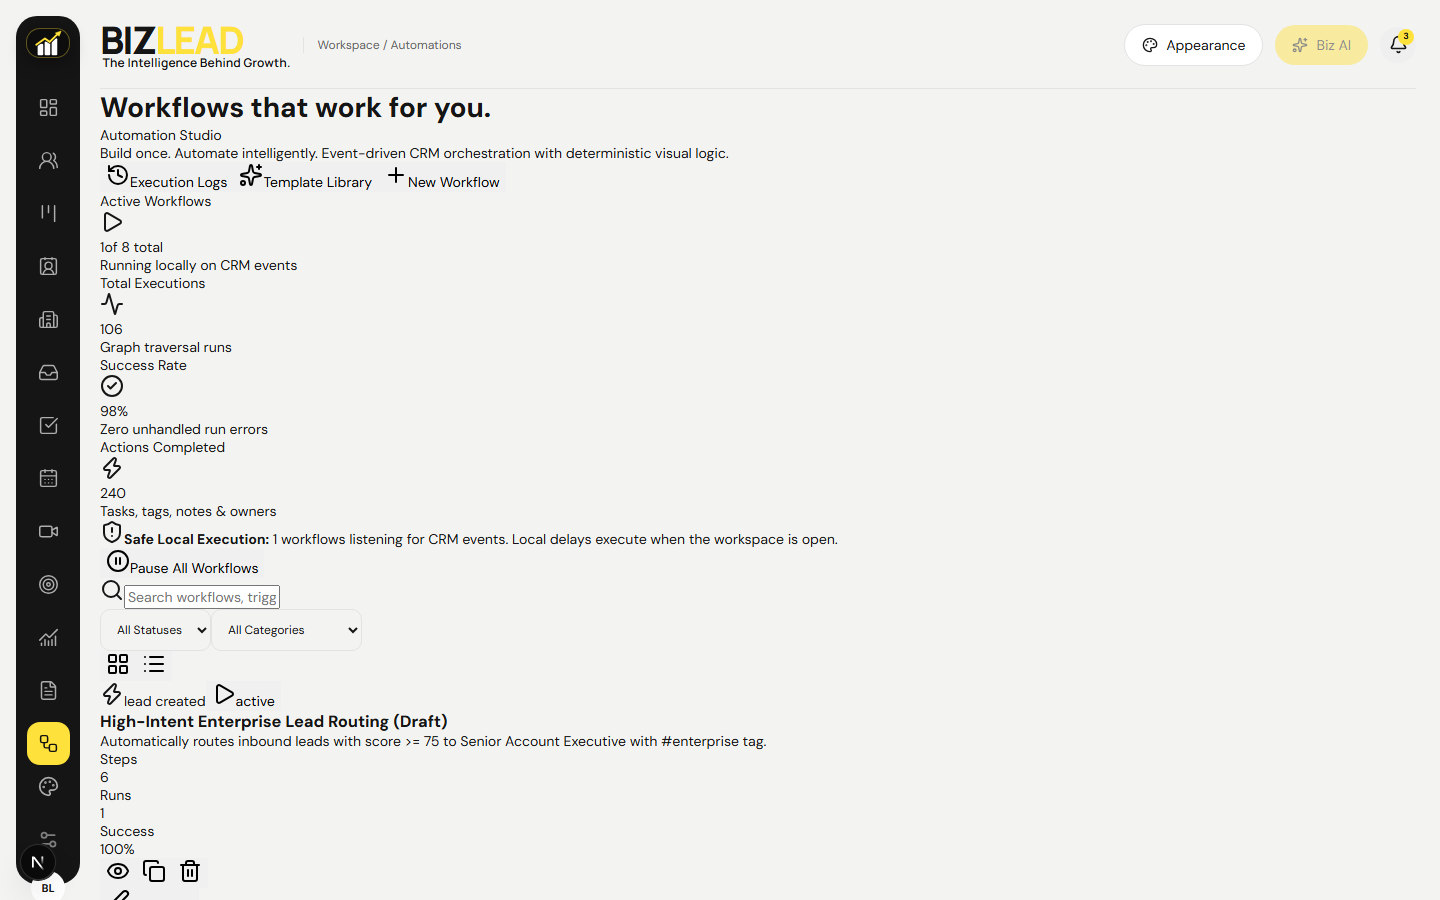 BIZLEAD
The Intelligence Behind Growth.
Workspace / Automations
Appearance
Biz AI
3
Workflows that work for you.
Automation Studio
Build once. Automate intelligently. Event-driven CRM orchestration with deterministic visual logic.
Execution Logs Template Library New Workflow
Active Workflows
1of 8 total
Running locally on CRM events
Total Executions
106
Graph traversal runs
Success Rate
98%
Zero unhandled run errors
Actions Completed
240
Tasks, tags, notes & owners
Safe Local Execution: 1 workflows listening for CRM events. Local delays execute when the workspace is open.
Pause All Workflows
Search workflows, trigg
All Statuses All Categories
lead created active
High-Intent Enterprise Lead Routing (Draft)
Automatically routes inbound leads with score >= 75 to Senior Account Executive with #enterprise tag.
Steps
6
Runs
1
Success
100%
N
BL